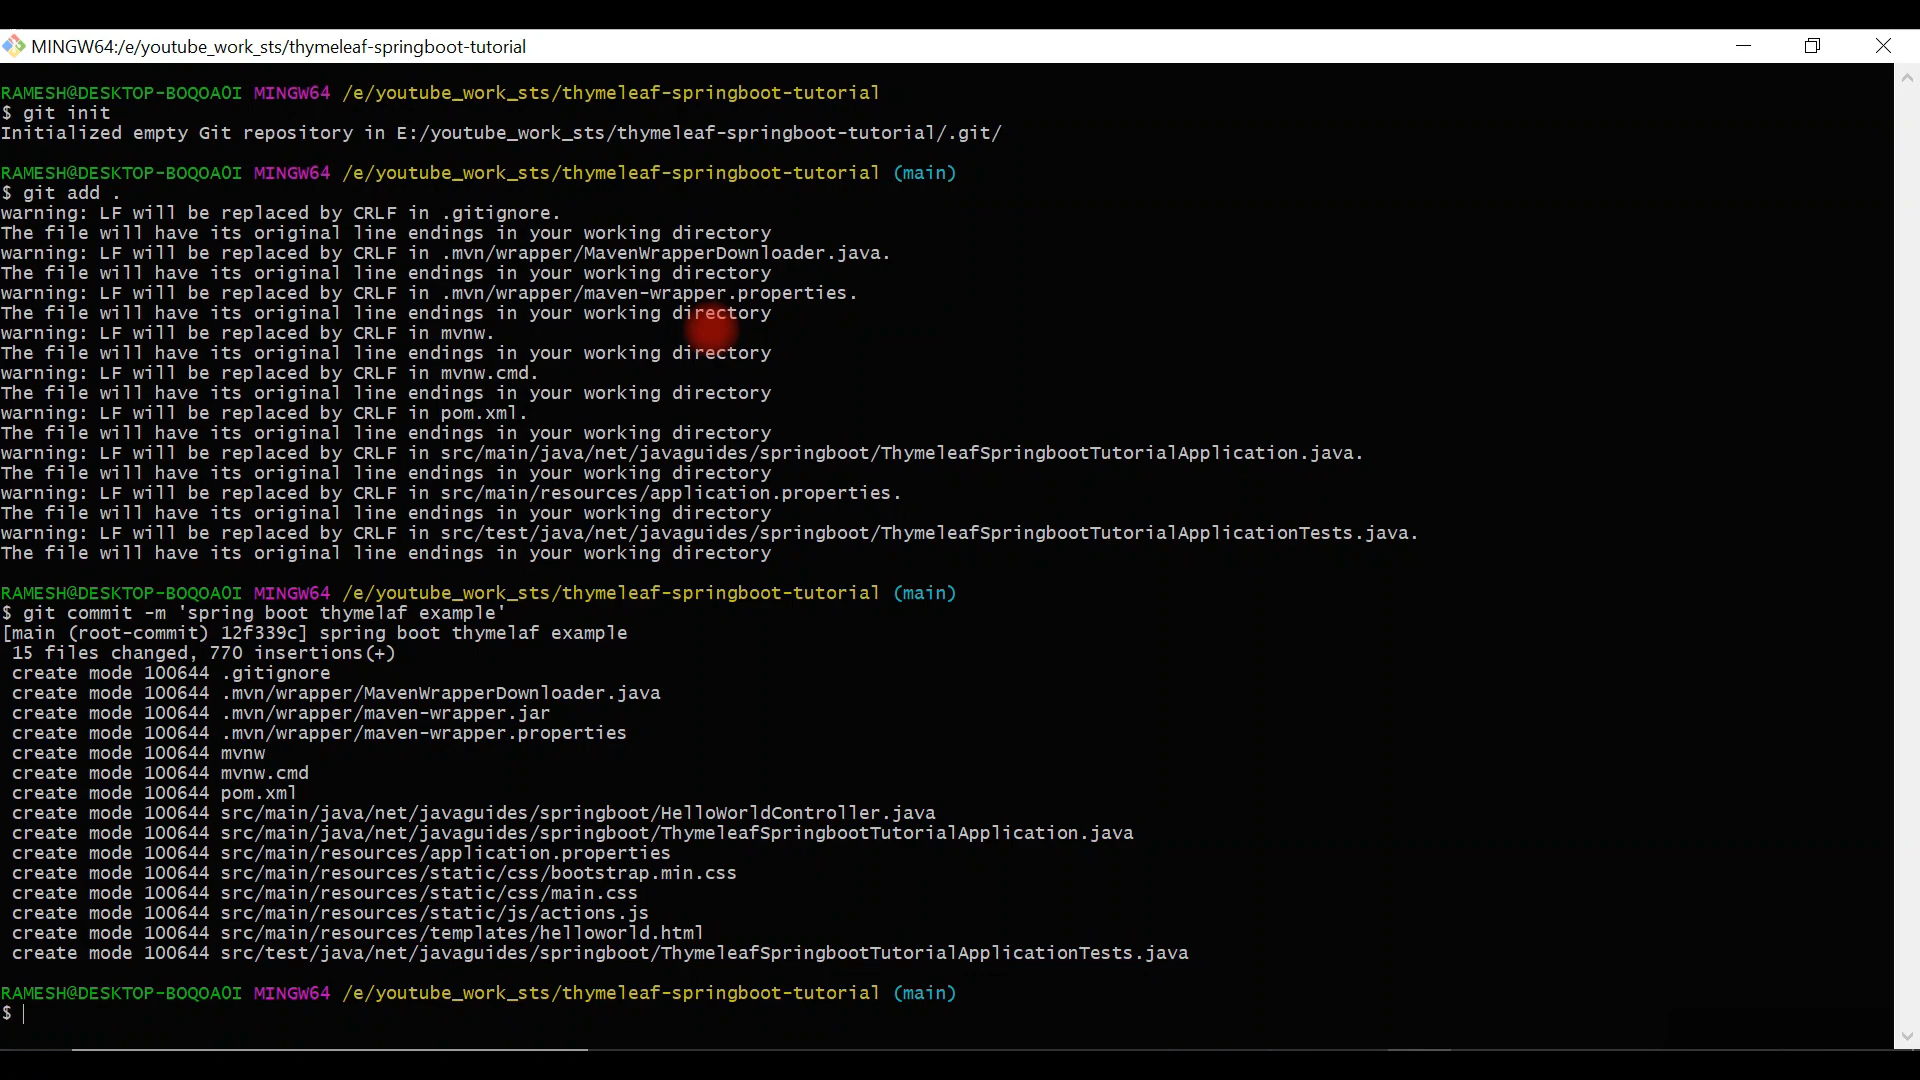 MINGW64:/e/youtube_work_sts/thymeleaf-springboot-tutorial
RAMESH@DESKTOP-BOQOA0I MINGW64 /e/youtube_work_sts/thymeleaf-springboot-tutorial
$ git init
Initialized empty Git repository in E:/youtube_work_sts/thymeleaf-springboot-tutorial/.git/
RAMESH@DESKTOP-BOQOA0I MINGW64 /e/youtube_work_sts/thymeleaf-springboot-tutorial (main)
$ git add .
warning: LF will be replaced by CRLF in .gitignore.
The file will have its original line endings in your working directory
warning: LF will be replaced by CRLF in .mvn/wrapper/MavenWrapperDownloader.java.
The file will have its original line endings in your working directory
warning: LF will be replaced by CRLF in .mvn/wrapper/maven-wrapper.properties.
The file will have its original line endings in your working directory
warning: LF will be replaced by CRLF in mvnw.
The file will have its original line endings in your working directory
warning: LF will be replaced by CRLF in mvnw.cmd.
The file will have its original line endings in your working directory
warning: LF will be replaced by CRLF in pom.xml.
The file will have its original line endings in your working directory
warning: LF will be replaced by CRLF in src/main/java/net/javaguides/springboot/ThymeleafSpringbootTutorialApplication.java.
The file will have its original line endings in your working directory
warning: LF will be replaced by CRLF in src/main/resources/application.properties.
The file will have its original line endings in your working directory
warning: LF will be replaced by CRLF in src/test/java/net/javaguides/springboot/ThymeleafSpringbootTutorialApplicationTests.java.
The file will have its original line endings in your working directory
RAMESH@DESKTOP-BOQOA0I MINGW64 /e/youtube_work_sts/thymeleaf-springboot-tutorial (main)
$ git commit -m 'spring boot thymelaf example'
[main (root-commit) 12f339c] spring boot thymelaf example
15 files changed, 770 insertions(+)
create mode 100644 .gitignore
create mode 100644 .mvn/wrapper/MavenWrapperDownloader.java
create mode 100644 .mvn/wrapper/maven-wrapper.jar
create mode 100644 .mvn/wrapper/maven-wrapper.properties
create mode 100644 mvnw
create mode 100644 mvnw.cmd
create mode 100644 pom.xml
create mode 100644 src/main/java/net/javaguides/springboot/HelloWorldController.java
create mode 100644 src/main/java/net/javaguides/springboot/ThymeleafSpringbootTutorialApplication.java
create mode 100644 src/main/resources/application.properties
create mode 100644 src/main/resources/static/css/bootstrap.min.css
create mode 100644 src/main/resources/static/css/main.css
create mode 100644 src/main/resources/static/js/actions.js
create mode 100644 src/main/resources/templates/helloworld.html
create mode 100644 src/test/java/net/javaguides/springboot/ThymeleafSpringbootTutorialApplicationTests.java
RAMESH@DESKTOP-BOQOA0I MINGW64 /e/youtube_work_sts/thymeleaf-springboot-tutorial (main)
$